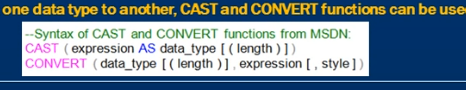 one data type to another, CAST and CONVERT functions can be use
--Syntax of CAST and CONVERT functions from MSDN:
CAST ( expression AS data_type [ ( length ) ] )
CONVERT ( data_type [ ( length ) ] , expression [ , style ] )